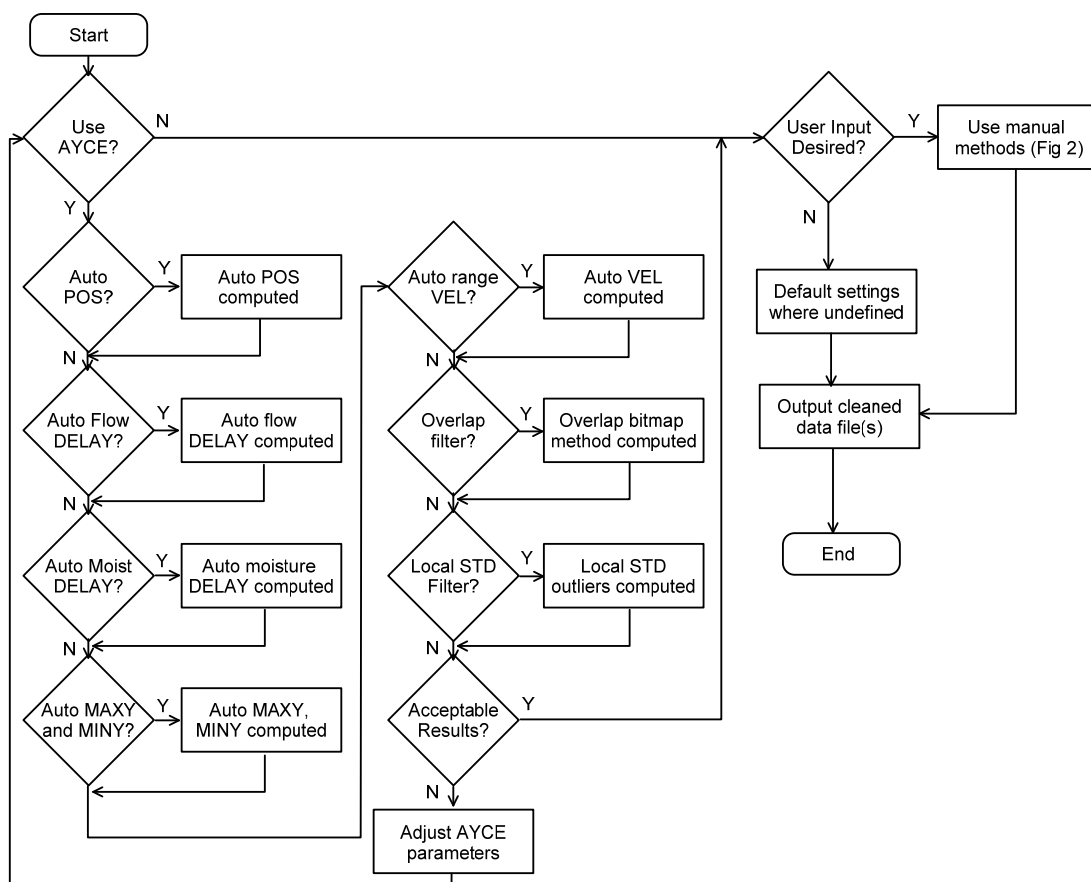 Start
Use
AYCE?
N
Y
Auto
POS?
Y
Auto POS
computed
N
Auto Flow
DELAY?
Y
Auto flow
DELAY computed
N
Auto Moist
DELAY?
Y
Auto moisture
DELAY computed
N
Auto MAXY
and MINY?
Y
Auto MAXY,
MINY computed
Auto range
VEL?
Y
Auto VEL
computed
N
Overlap
filter?
Y
Overlap bitmap
method computed
N
Local STD
Filter?
Y
Local STD
outliers computed
N
Acceptable
Results?
Y
N
Adjust AYCE
parameters
User Input
Desired?
Y
Use manual
methods (Fig 2)
N
Default settings
where undefined
Output cleaned
data file(s)
End